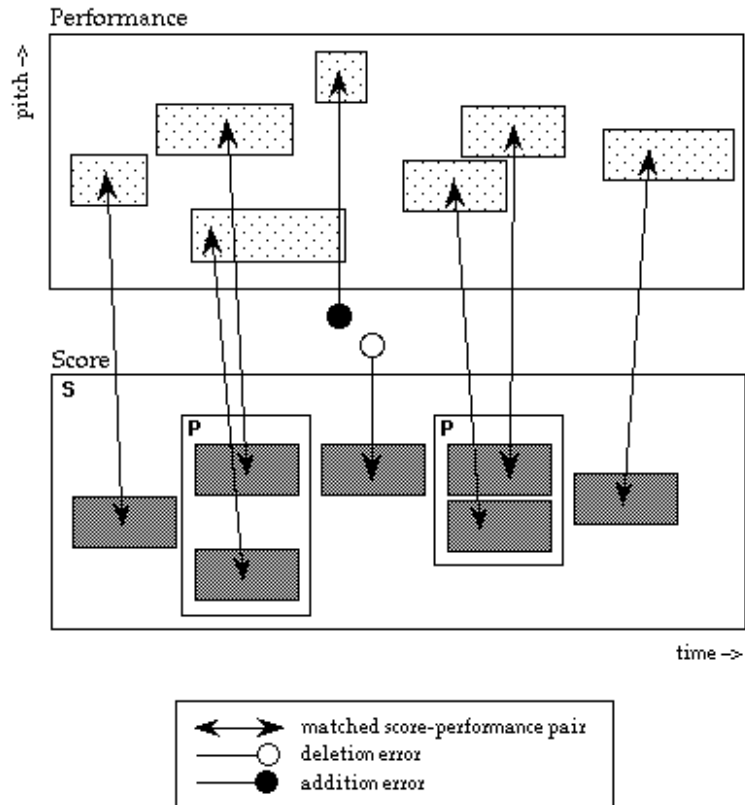 Performance
pitch –>
Score
S
P
P
time –>
matched score-performance pair
deletion error
addition error